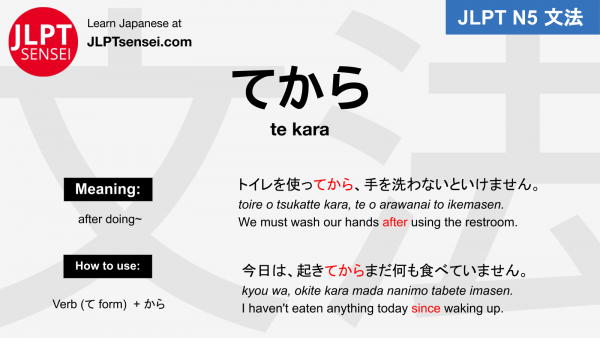 JLPT
SENSEI
Learn Japanese at
JLPTsensei.com
JLPT N5 文法
てから
te kara
Meaning:
after doing~
How to use:
Verb (て form) + から
トイレを使ってから、手を洗わないといけません。
toire o tsukatte kara, te o arawanai to ikemasen.
We must wash our hands after using the restroom.
今日は、起きてからまだ何も食べていません。
kyou wa, okite kara mada nanimo tabete imasen.
I haven't eaten anything today since waking up.
文法